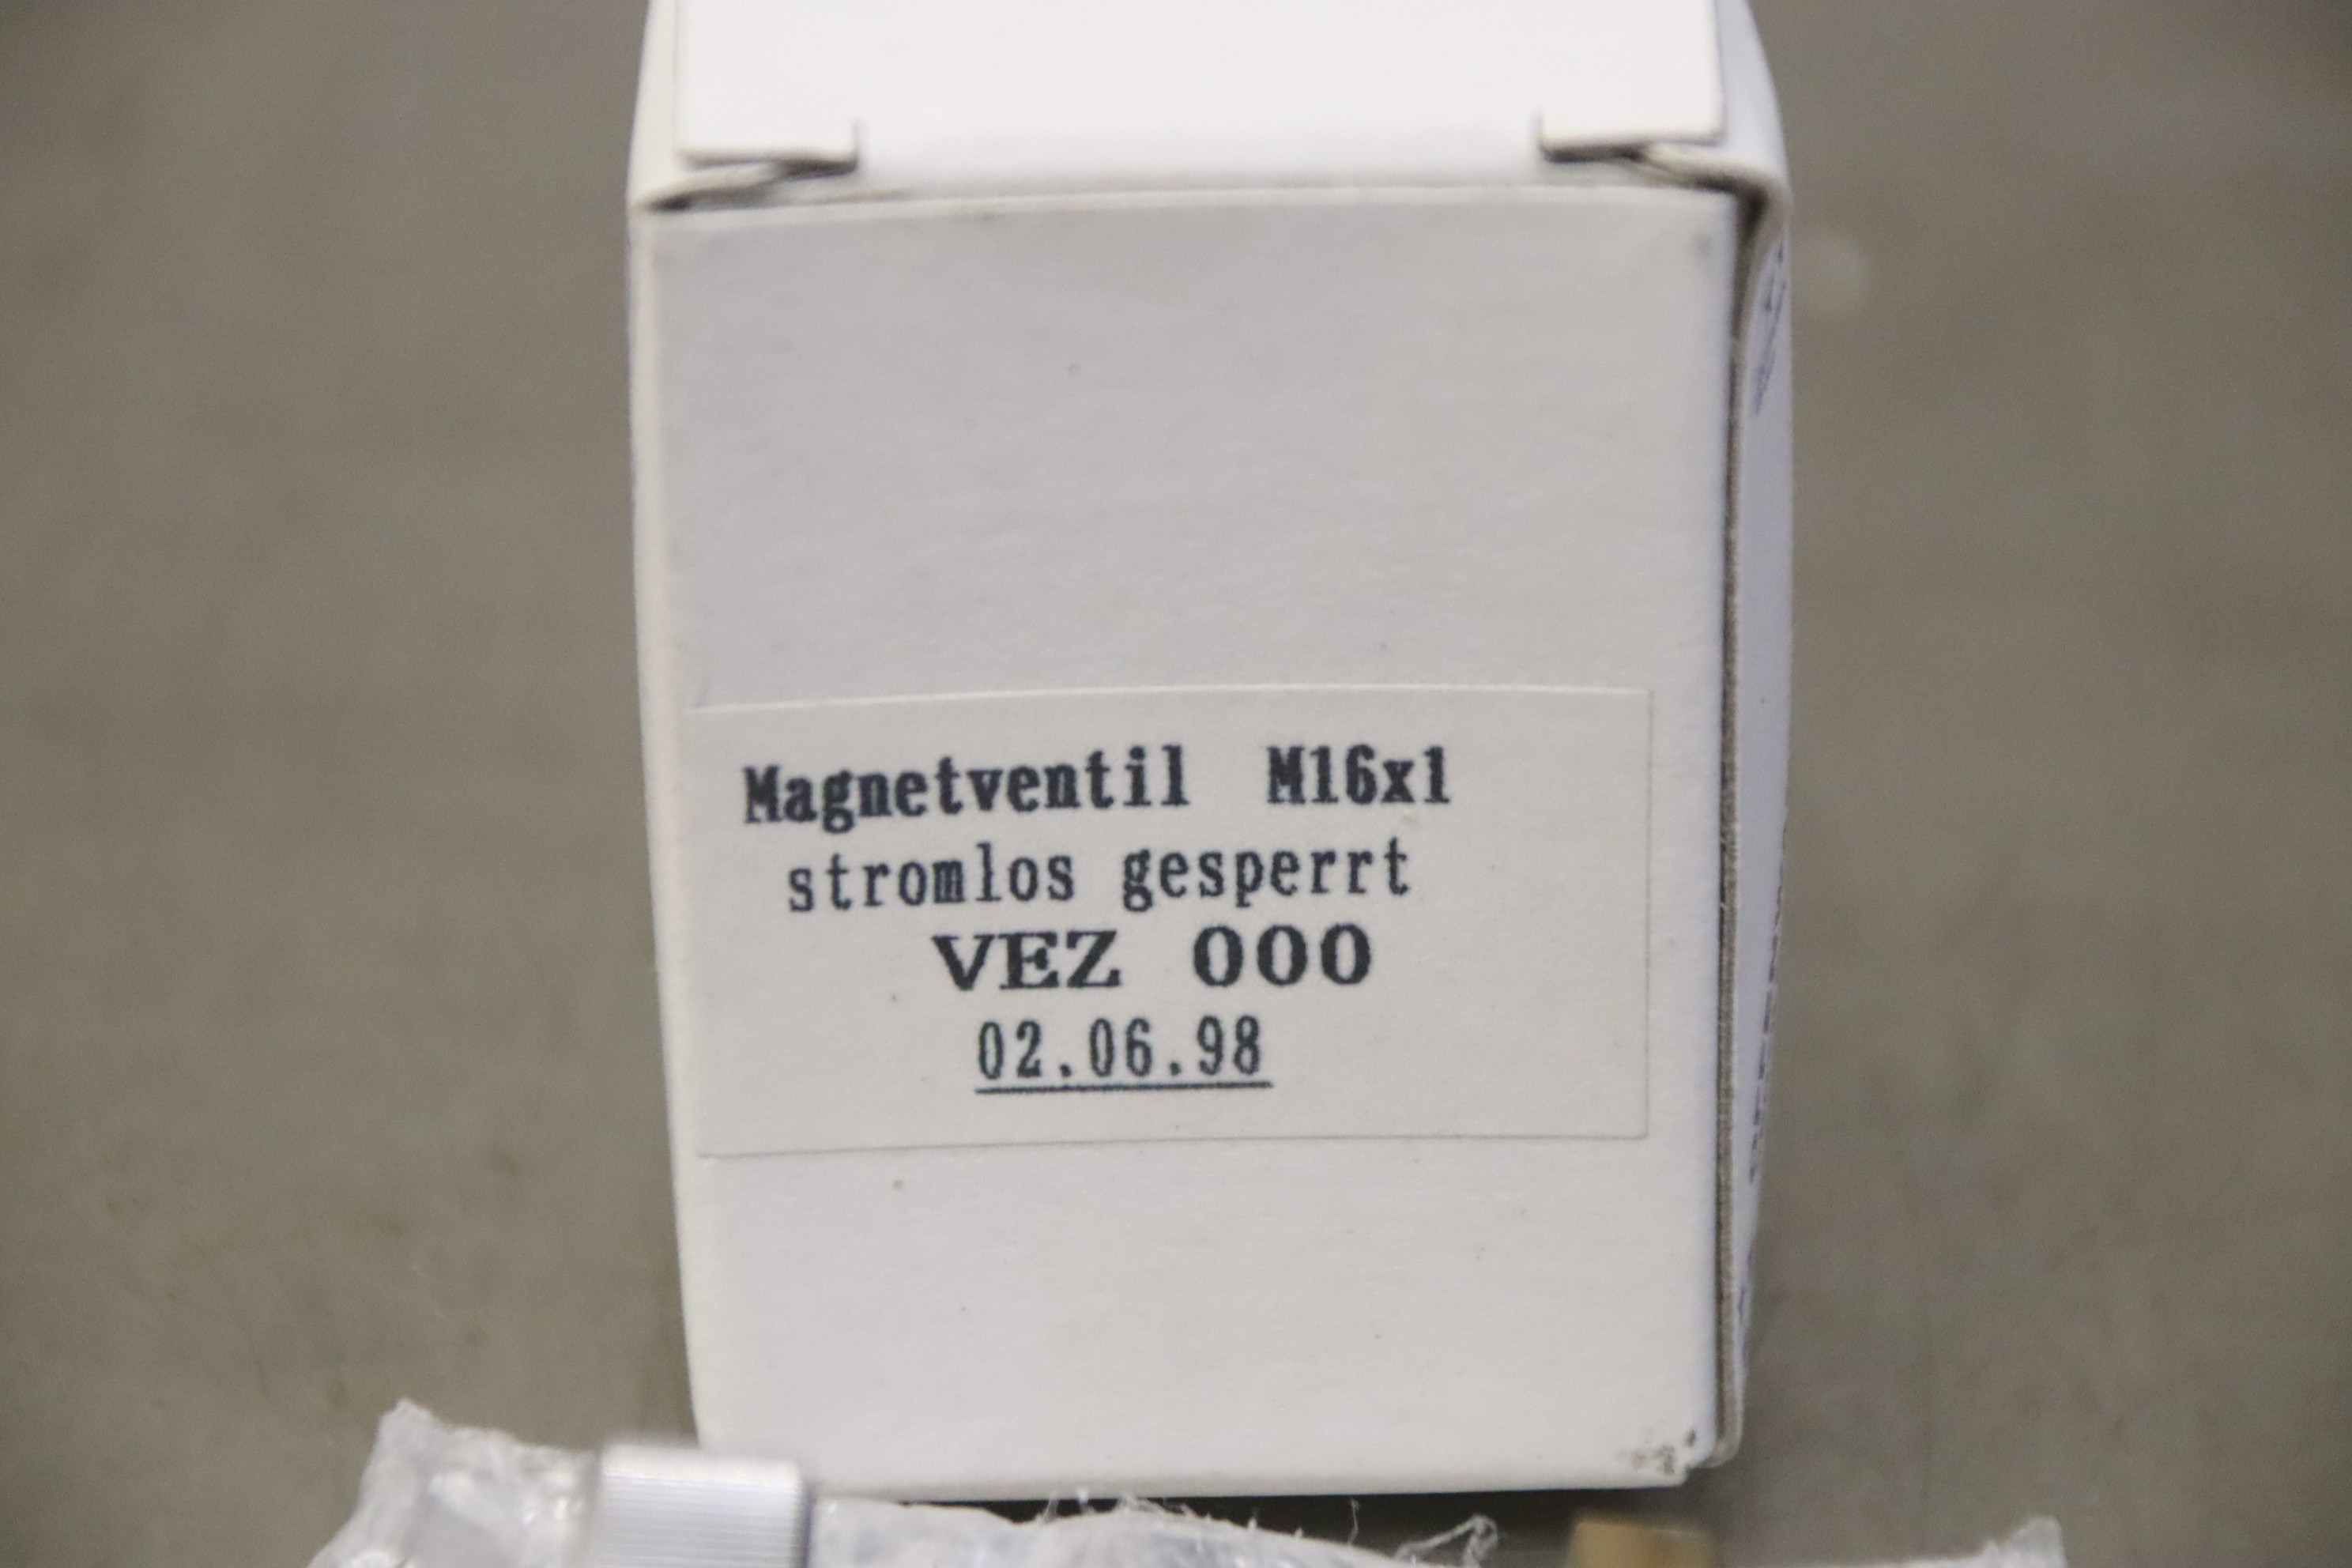 Magnetventil M16x1
stromlos gesperrt
VEZ 000
02.06.98